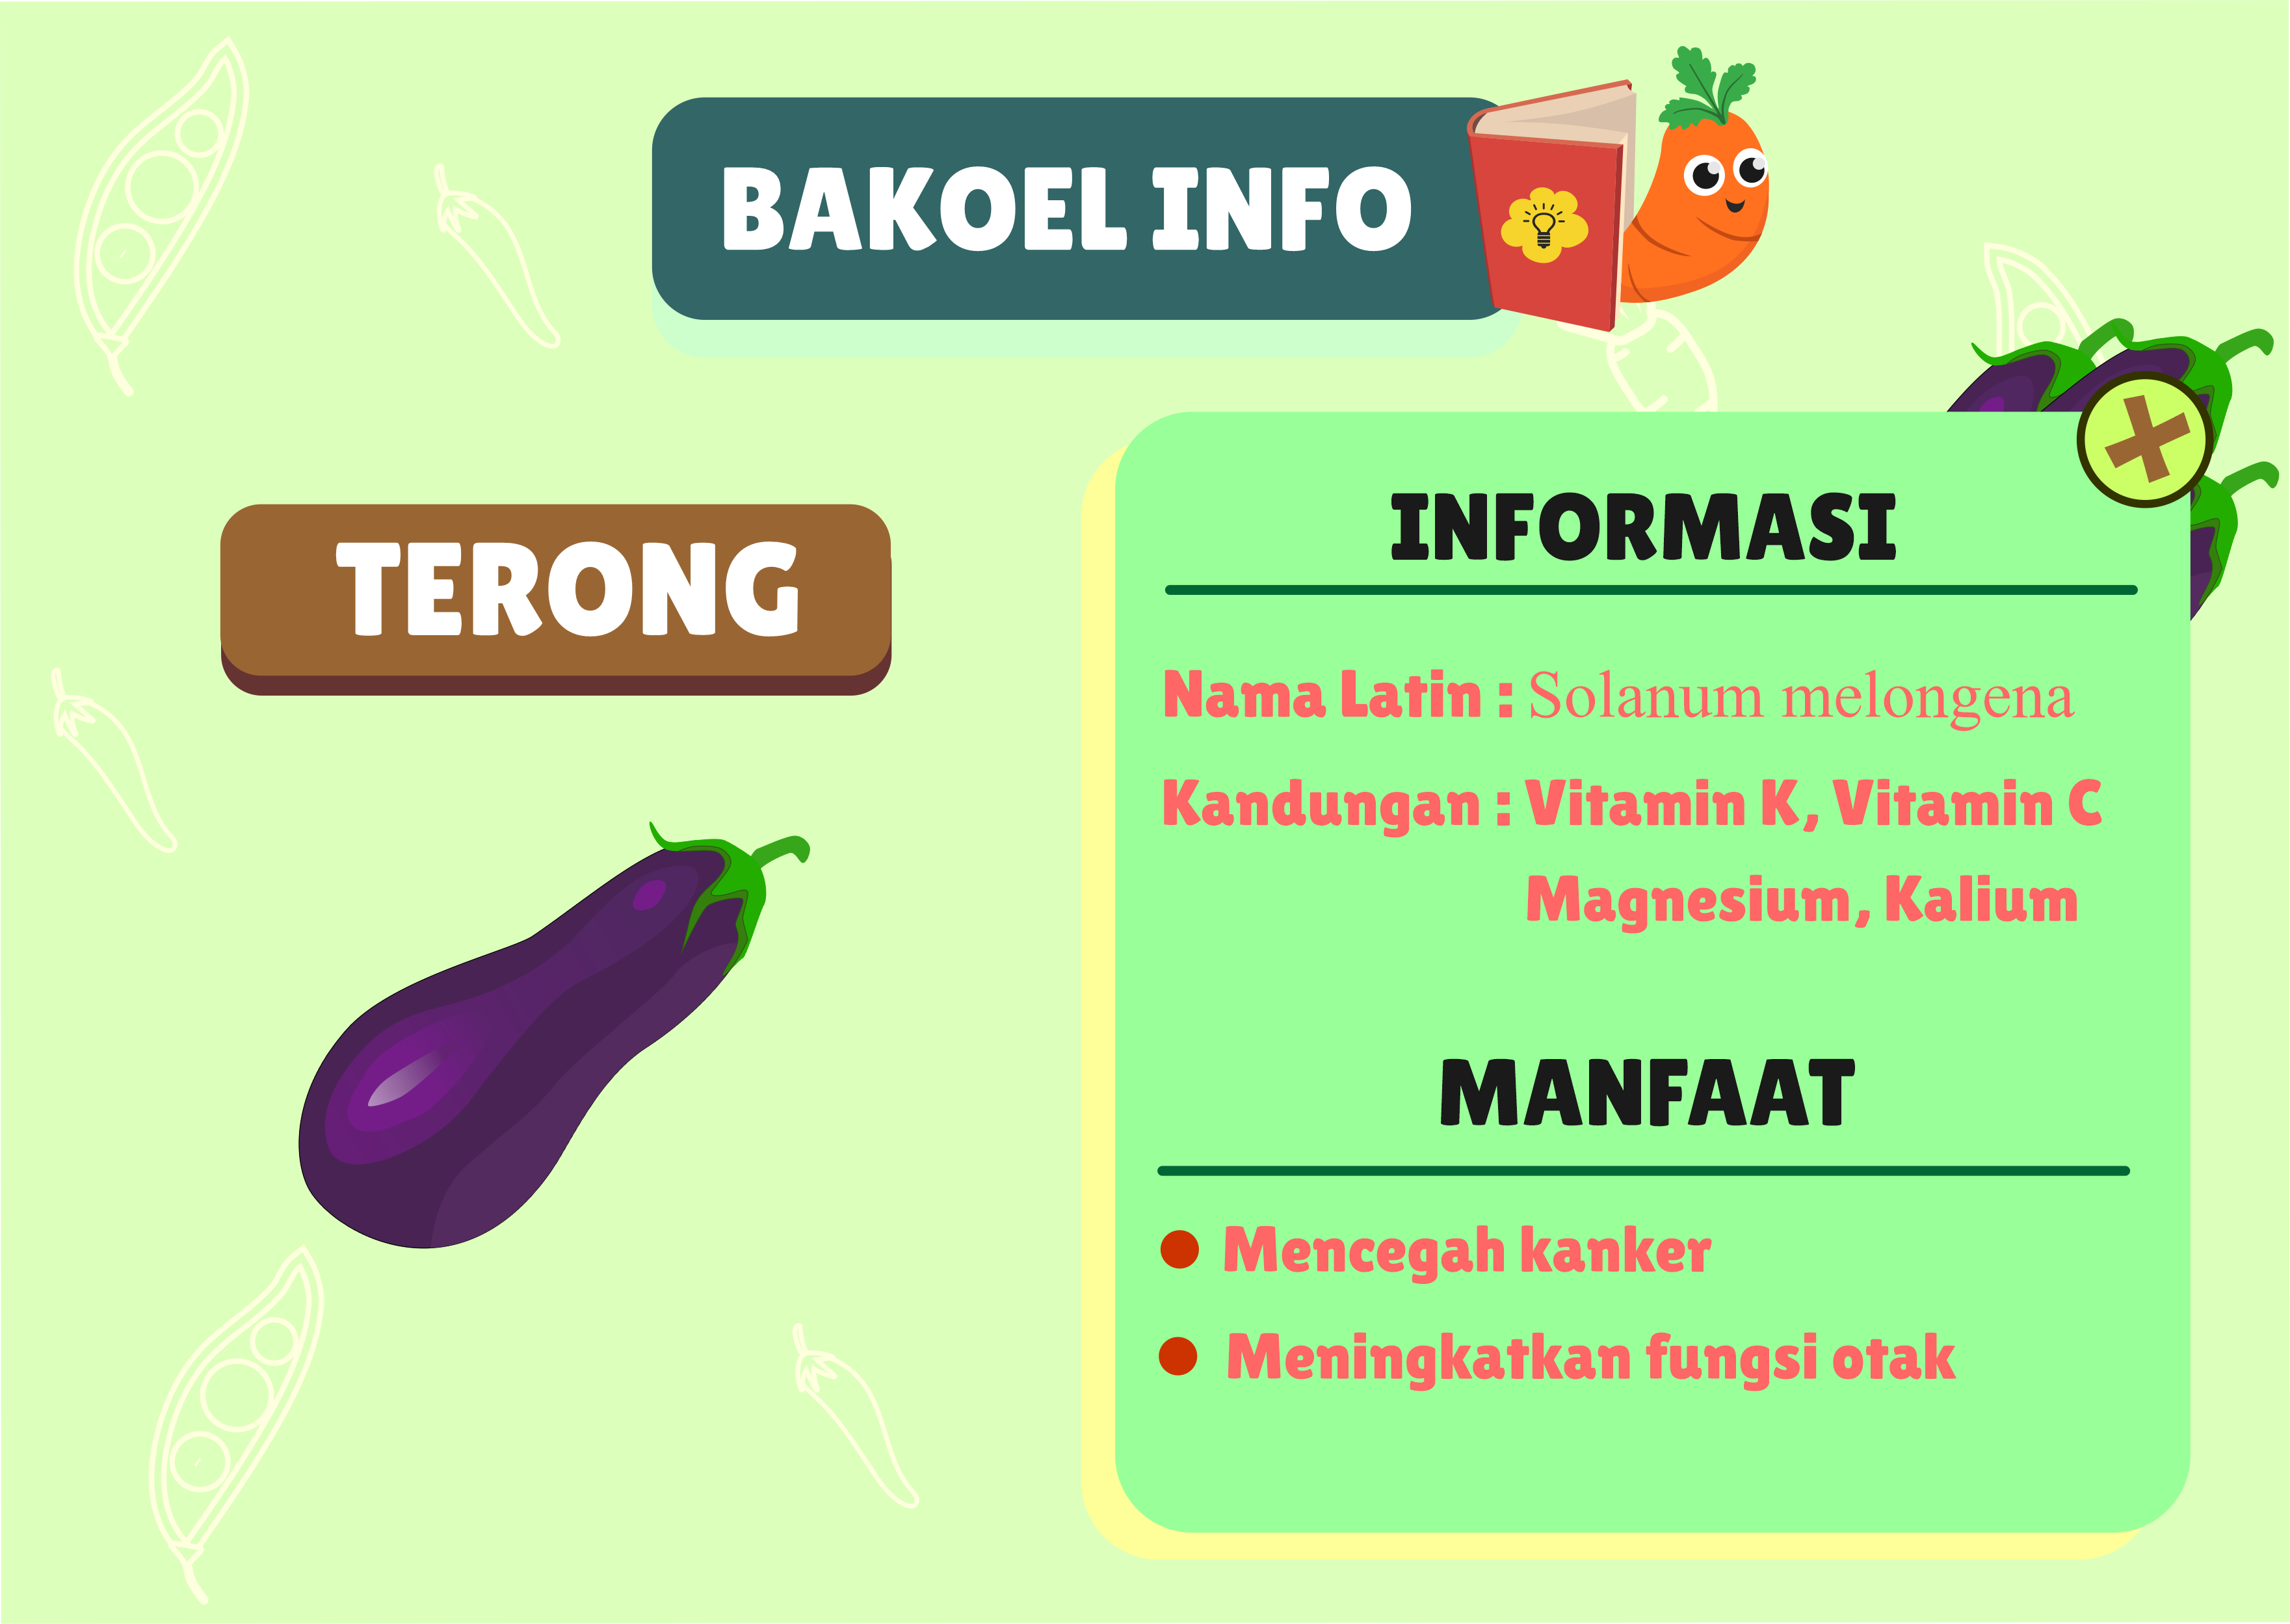 BAKOEL INFO
TERONG
INFORMASI
Nama Latin : Solanum melongena
Kandungan : Vitamin K, Vitamin C
Magnesium, Kalium
MANFAAT
Mencegah kanker
Meningkatkan fungsi otak